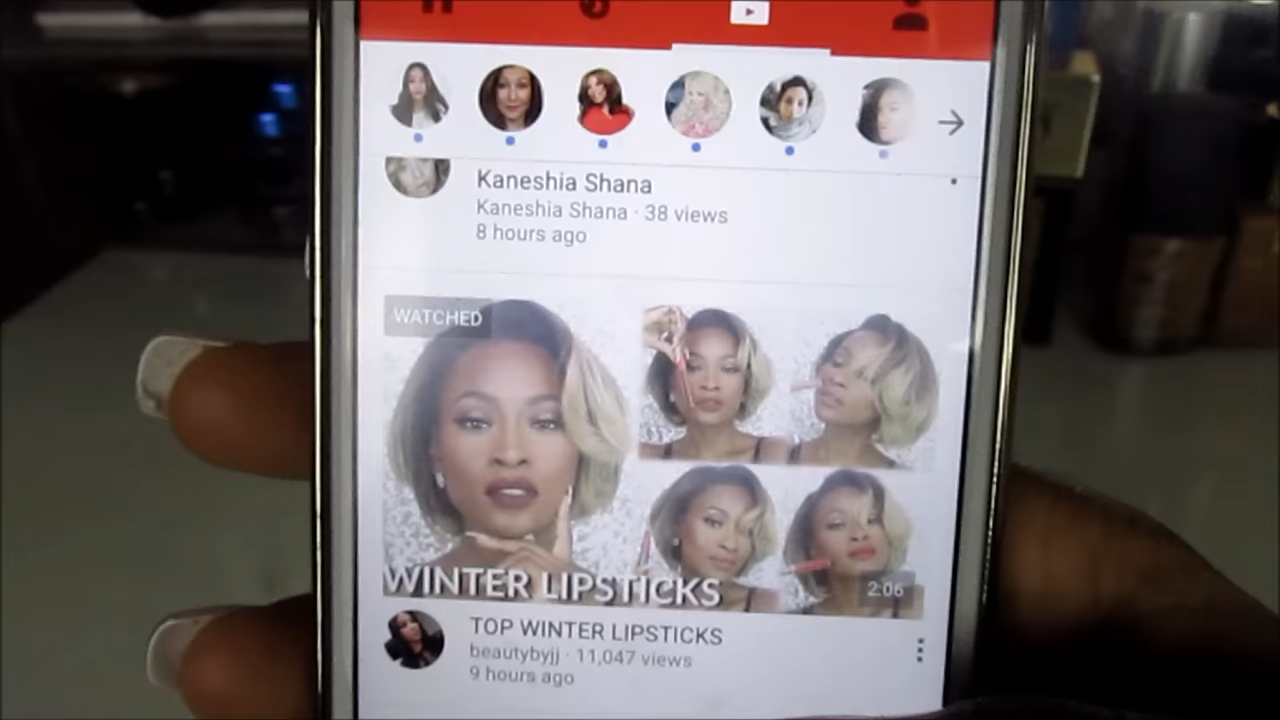 Kaneshia Shana
Kaneshia Shana · 38 views
8 hours ago
WATCHED
WINTER LIPSTICKS
2:06
TOP WINTER LIPSTICKS
beautybyjj · 11,047 views
9 hours ago